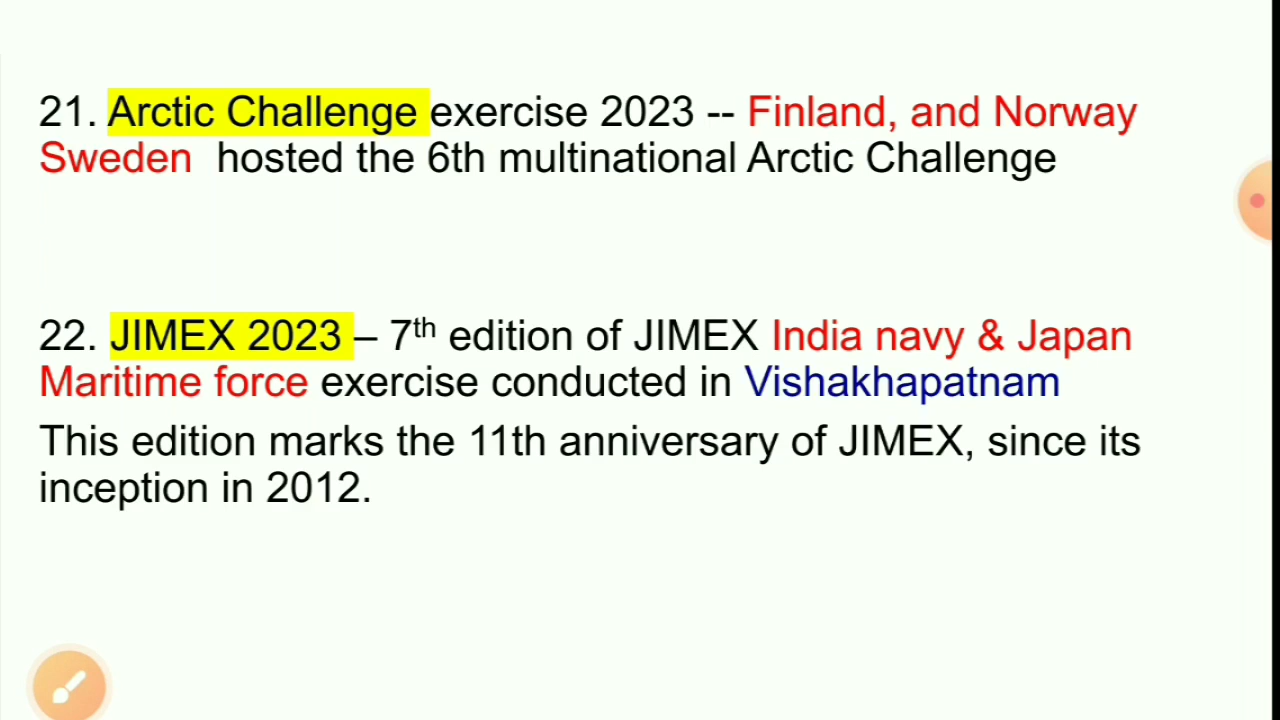 21. Arctic Challenge exercise 2023 -- Finland, and Norway
Sweden hosted the 6th multinational Arctic Challenge
22. JIMEX 2023 – 7th edition of JIMEX India navy & Japan
Maritime force exercise conducted in Vishakhapatnam
This edition marks the 11th anniversary of JIMEX, since its
inception in 2012.